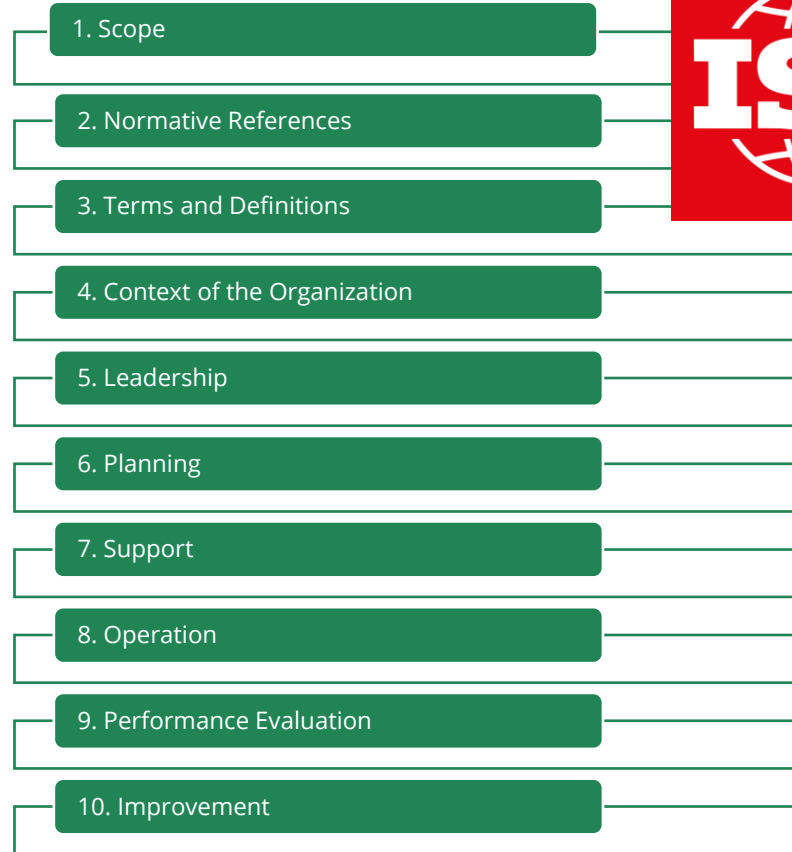 1. Scope
2. Normative References
3. Terms and Definitions
4. Context of the Organization
5. Leadership
6. Planning
7. Support
8. Operation
9. Performance Evaluation
10. Improvement